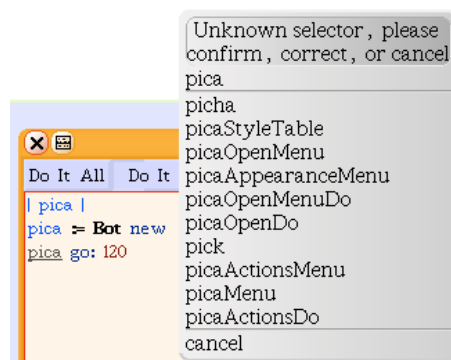 Unknown selector, please
confirm, correct, or cancel
pica
picha
picaStyleTable
picaOpenMenu
picaAppearanceMenu
picaOpenMenuDo
picaOpenDo
pick
picaActionsMenu
picaMenu
picaActionsDo
cancel
Do It All Do It
| pica |
pica := Bot new
pica go: 120